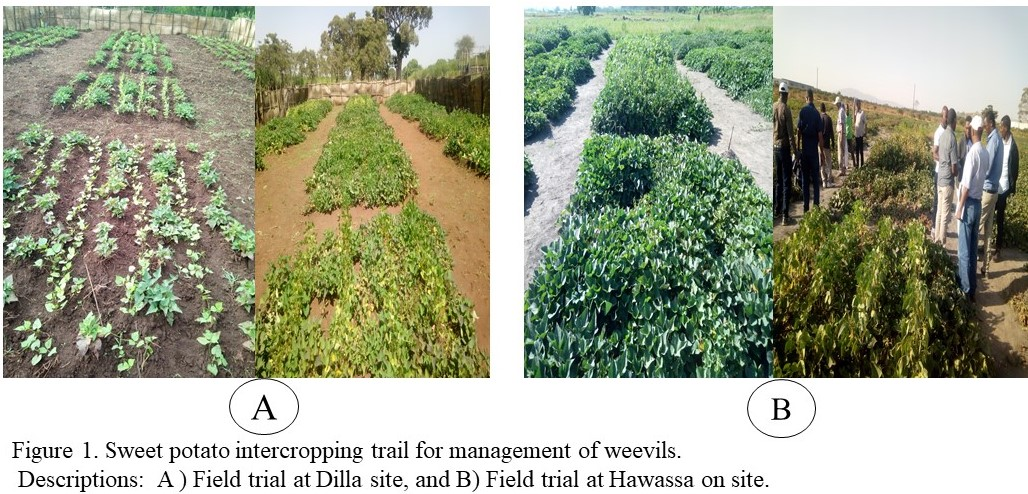 A
B
Figure 1. Sweet potato intercropping trail for management of weevils.
Descriptions: A ) Field trial at Dilla site, and B) Field trial at Hawassa on site.